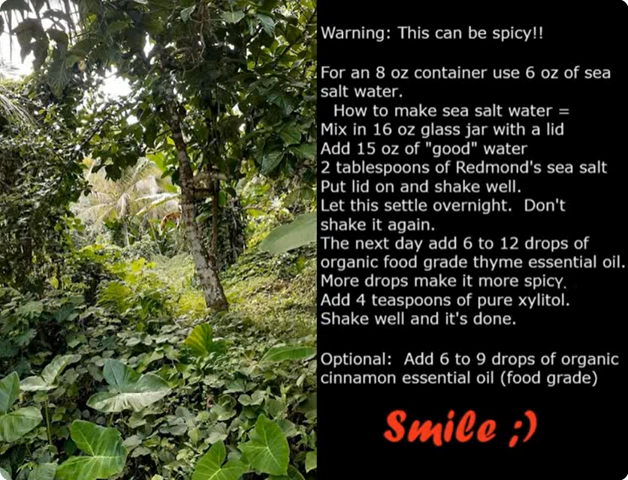 Warning: This can be spicy!!
For an 8 oz container use 6 oz of sea
salt water.
How to make sea salt water =
Mix in 16 oz glass jar with a lid
Add 15 oz of "good" water
2 tablespoons of Redmond's sea salt
Put lid on and shake well.
Let this settle overnight. Don't
shake it again.
The next day add 6 to 12 drops of
organic food grade thyme essential oil.
More drops make it more spicy.
Add 4 teaspoons of pure xylitol.
Shake well and it's done.
Optional: Add 6 to 9 drops of organic
cinnamon essential oil (food grade)
Smile ;)